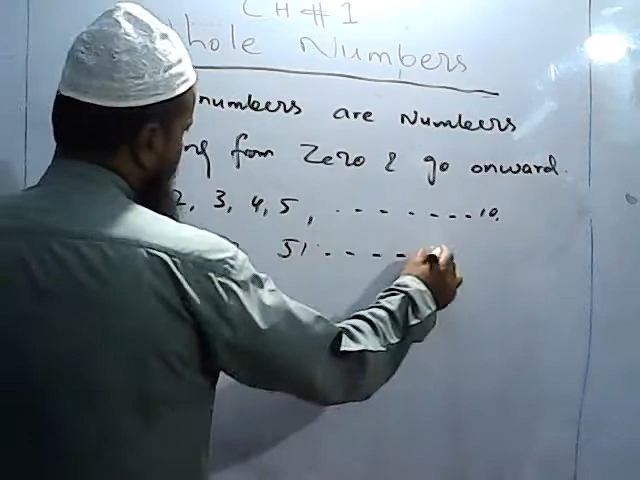 CH#1
hole Numbers
numbers are Numbers
ng from Zero & go onward.
2, 3, 4, 5, . - - - - - - - 10.
51 . - - - -